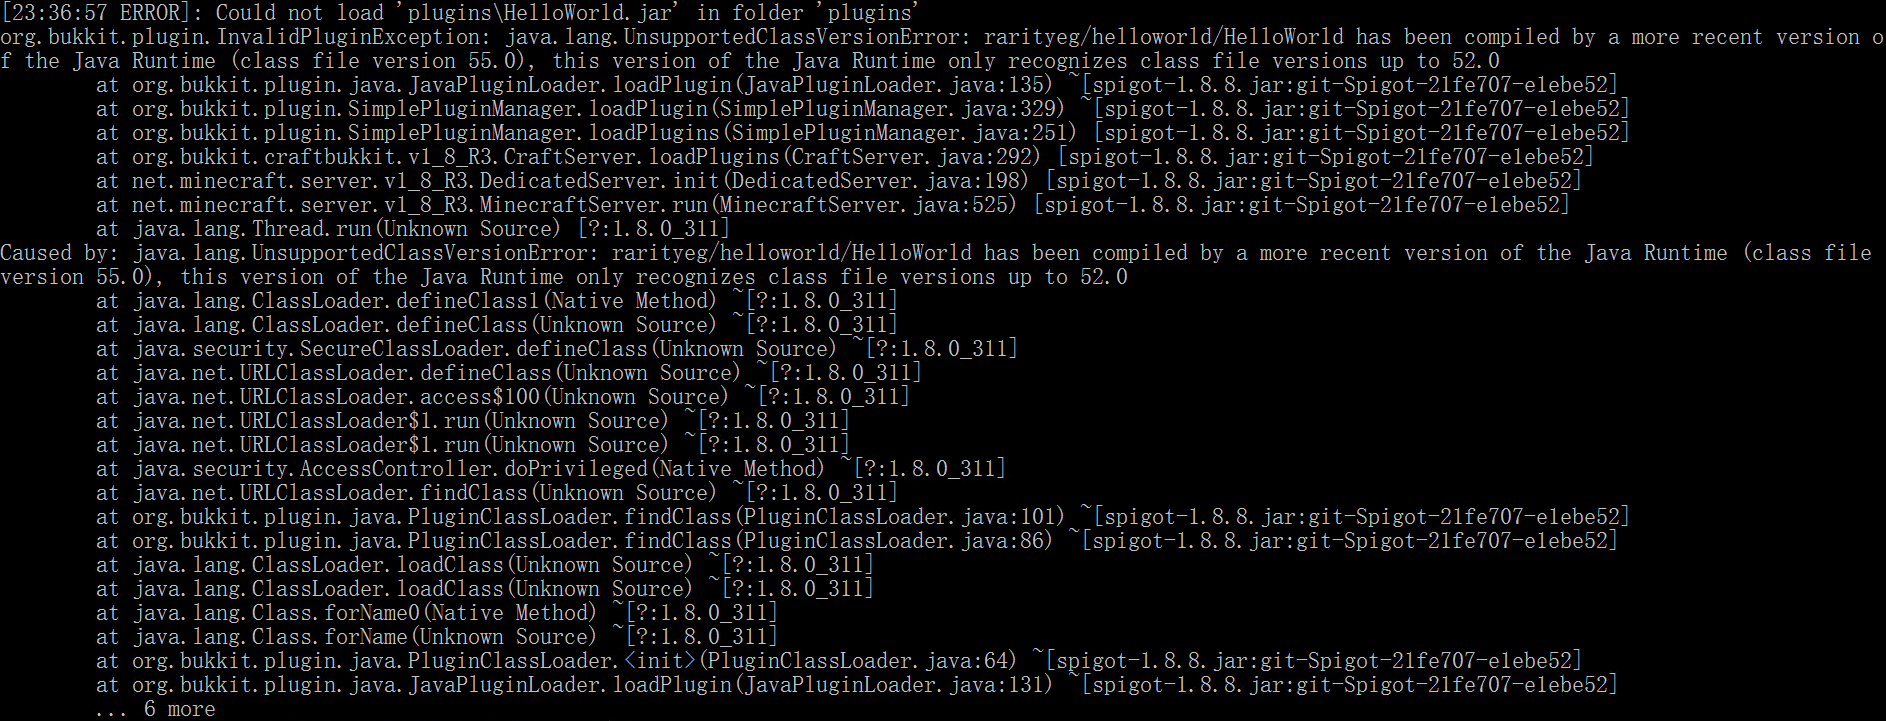 [23:36:57 ERROR]: Could not load 'plugins\HelloWorld.jar' in folder 'plugins'
org.bukkit.plugin.InvalidPluginException: java.lang.UnsupportedClassVersionError: rarityeg/helloworld/HelloWorld has been compiled by a more recent version o
f the Java Runtime (class file version 55.0), this version of the Java Runtime only recognizes class file versions up to 52.0
at org.bukkit.plugin.java.JavaPluginLoader.loadPlugin(JavaPluginLoader.java:135) ~[spigot-1.8.8.jar:git-Spigot-21fe707-e1ebe52]
at org.bukkit.plugin.SimplePluginManager.loadPlugin(SimplePluginManager.java:329) ~[spigot-1.8.8.jar:git-Spigot-21fe707-e1ebe52]
at org.bukkit.plugin.SimplePluginManager.loadPlugins(SimplePluginManager.java:251) [spigot-1.8.8.jar:git-Spigot-21fe707-e1ebe52]
at org.bukkit.craftbukkit.v1_8_R3.CraftServer.loadPlugins(CraftServer.java:292) [spigot-1.8.8.jar:git-Spigot-21fe707-e1ebe52]
at net.minecraft.server.v1_8_R3.DedicatedServer.init(DedicatedServer.java:198) [spigot-1.8.8.jar:git-Spigot-21fe707-e1ebe52]
at net.minecraft.server.v1_8_R3.MinecraftServer.run(MinecraftServer.java:525) [spigot-1.8.8.jar:git-Spigot-21fe707-e1ebe52]
at java.lang.Thread.run(Unknown Source) [?:1.8.0_311]
Caused by: java.lang.UnsupportedClassVersionError: rarityeg/helloworld/HelloWorld has been compiled by a more recent version of the Java Runtime (class file
version 55.0), this version of the Java Runtime only recognizes class file versions up to 52.0
at java.lang.ClassLoader.defineClass1(Native Method) ~[?:1.8.0_311]
at java.lang.ClassLoader.defineClass(Unknown Source) ~[?:1.8.0_311]
at java.security.SecureClassLoader.defineClass(Unknown Source) ~[?:1.8.0_311]
at java.net.URLClassLoader.defineClass(Unknown Source) ~[?:1.8.0_311]
at java.net.URLClassLoader.access$100(Unknown Source) ~[?:1.8.0_311]
at java.net.URLClassLoader$1.run(Unknown Source) ~[?:1.8.0_311]
at java.net.URLClassLoader$1.run(Unknown Source) ~[?:1.8.0_311]
at java.security.AccessController.doPrivileged(Native Method) ~[?:1.8.0_311]
at java.net.URLClassLoader.findClass(Unknown Source) ~[?:1.8.0_311]
at org.bukkit.plugin.java.PluginClassLoader.findClass(PluginClassLoader.java:101) ~[spigot-1.8.8.jar:git-Spigot-21fe707-e1ebe52]
at org.bukkit.plugin.java.PluginClassLoader.findClass(PluginClassLoader.java:86) ~[spigot-1.8.8.jar:git-Spigot-21fe707-e1ebe52]
at java.lang.ClassLoader.loadClass(Unknown Source) ~[?:1.8.0_311]
at java.lang.ClassLoader.loadClass(Unknown Source) ~[?:1.8.0_311]
at java.lang.Class.forName0(Native Method) ~[?:1.8.0_311]
at java.lang.Class.forName(Unknown Source) ~[?:1.8.0_311]
at org.bukkit.plugin.java.PluginClassLoader.<init>(PluginClassLoader.java:64) ~[spigot-1.8.8.jar:git-Spigot-21fe707-e1ebe52]
at org.bukkit.plugin.java.JavaPluginLoader.loadPlugin(JavaPluginLoader.java:131) ~[spigot-1.8.8.jar:git-Spigot-21fe707-e1ebe52]
... 6 more